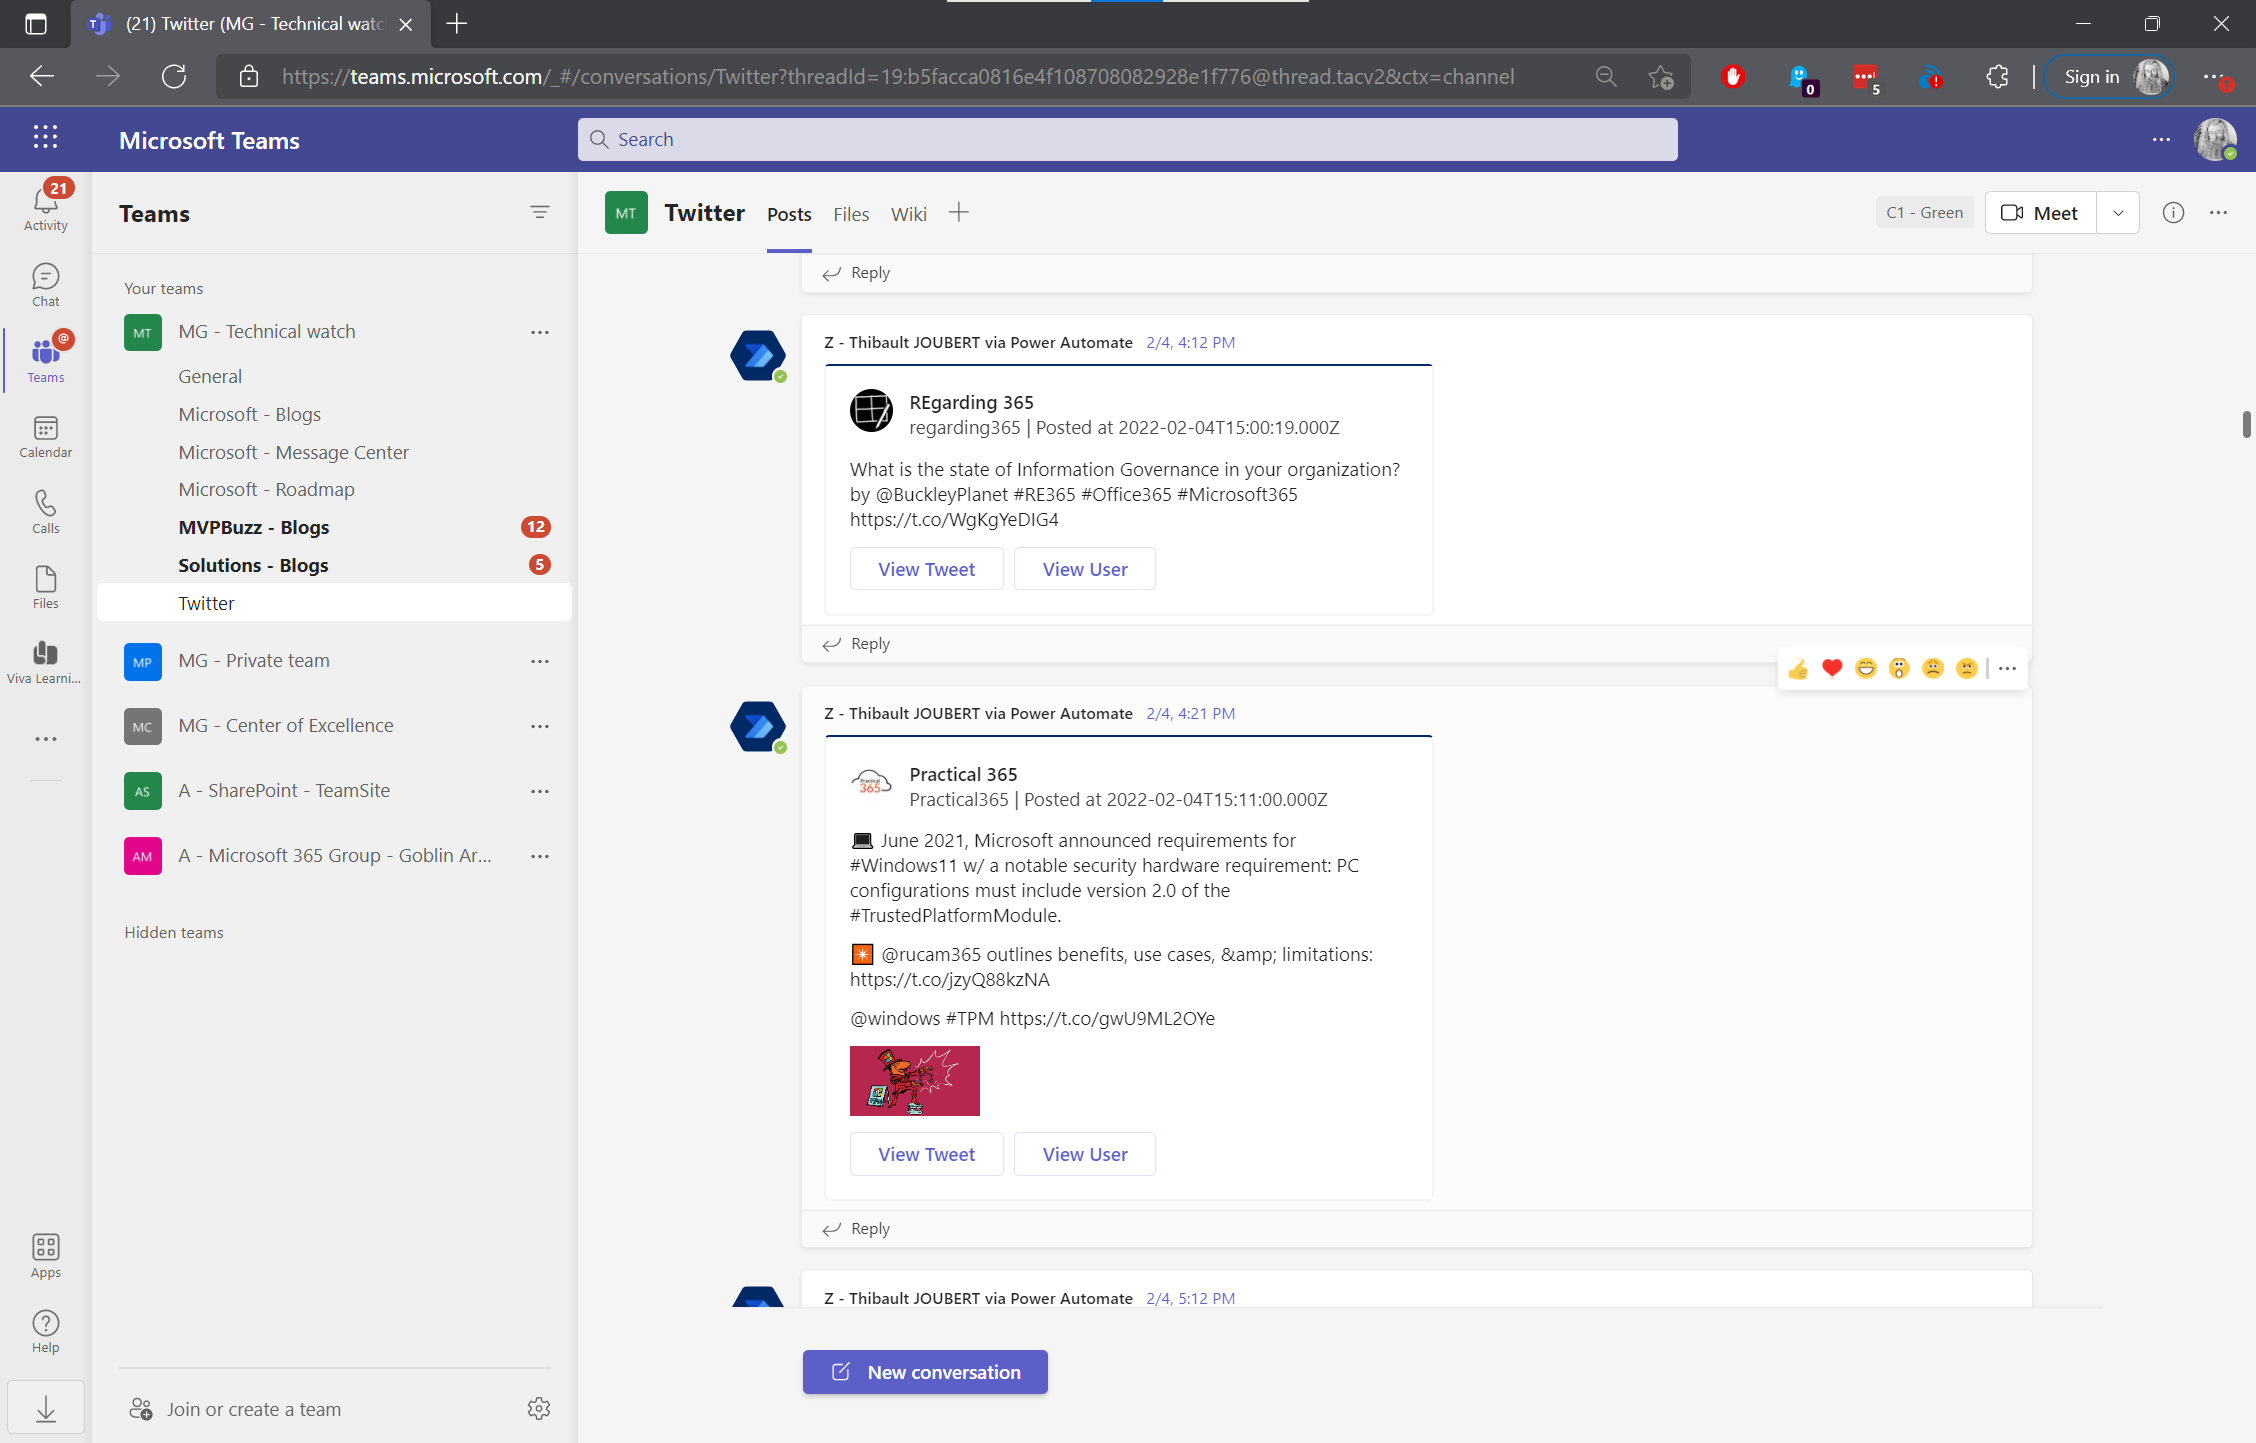 (21) Twitter (MG - Technical watc
https://teams.microsoft.com/_#/conversations/Twitter?threadId=19:b5facca0816e4f108708082928e1f776@thread.tacv2&ctx=channel
0
5
Sign in
Microsoft Teams
Search
21
Activity
Chat
@
Teams
Calendar
Calls
Files
Viva Learni...
Apps
Help
Teams
Your teams
MT
MG - Technical watch
General
Microsoft - Blogs
Microsoft - Message Center
Microsoft - Roadmap
MVPBuzz - Blogs
12
Solutions - Blogs
5
Twitter
MP
MG - Private team
MC
MG - Center of Excellence
AS
A - SharePoint - TeamSite
AM
A - Microsoft 365 Group - Goblin Ar...
Hidden teams
Join or create a team
MT
Twitter
Posts
Files
Wiki
C1 - Green
Meet
Reply
Z - Thibault JOUBERT via Power Automate 2/4, 4:12 PM
REgarding 365
regarding365 | Posted at 2022-02-04T15:00:19.000Z
What is the state of Information Governance in your organization?
by @BuckleyPlanet #RE365 #Office365 #Microsoft365
https://t.co/WgKgYeDIG4
View Tweet
View User
Reply
Z - Thibault JOUBERT via Power Automate 2/4, 4:21 PM
Practical
365
Practical 365
Practical365 | Posted at 2022-02-04T15:11:00.000Z
💻 June 2021, Microsoft announced requirements for
#Windows11 w/ a notable security hardware requirement: PC
configurations must include version 2.0 of the
#TrustedPlatformModule.
✴️ @rucam365 outlines benefits, use cases, &amp; limitations:
https://t.co/jzyQ88kzNA
@windows #TPM https://t.co/gwU9ML2OYe
View Tweet
View User
Reply
Z - Thibault JOUBERT via Power Automate 2/4, 5:12 PM
New conversation